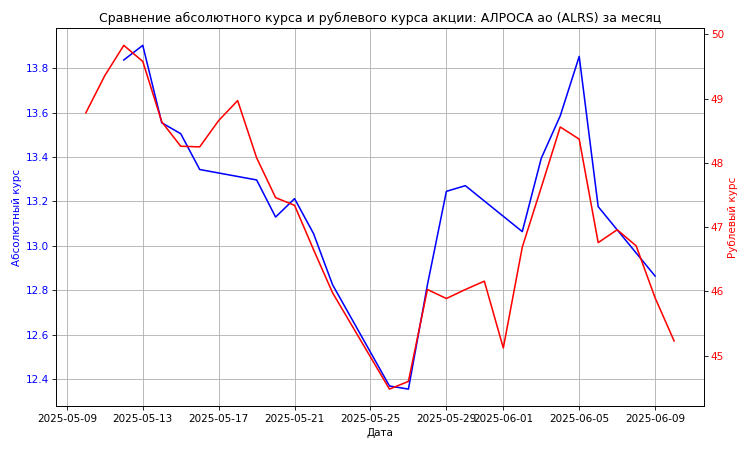 Сравнение абсолютного курса и рублевого курса акции: АЛРОСА ао (ALRS) за месяц
Абсолютный курс
13.8
13.6
13.4
13.2
13.0
12.8
12.6
12.4
50
49
48
47
46
45
Рублевый курс
2025-05-09 2025-05-13 2025-05-17 2025-05-21 2025-05-25 2025-05-29 2025-06-01 2025-06-05 2025-06-09
Дата